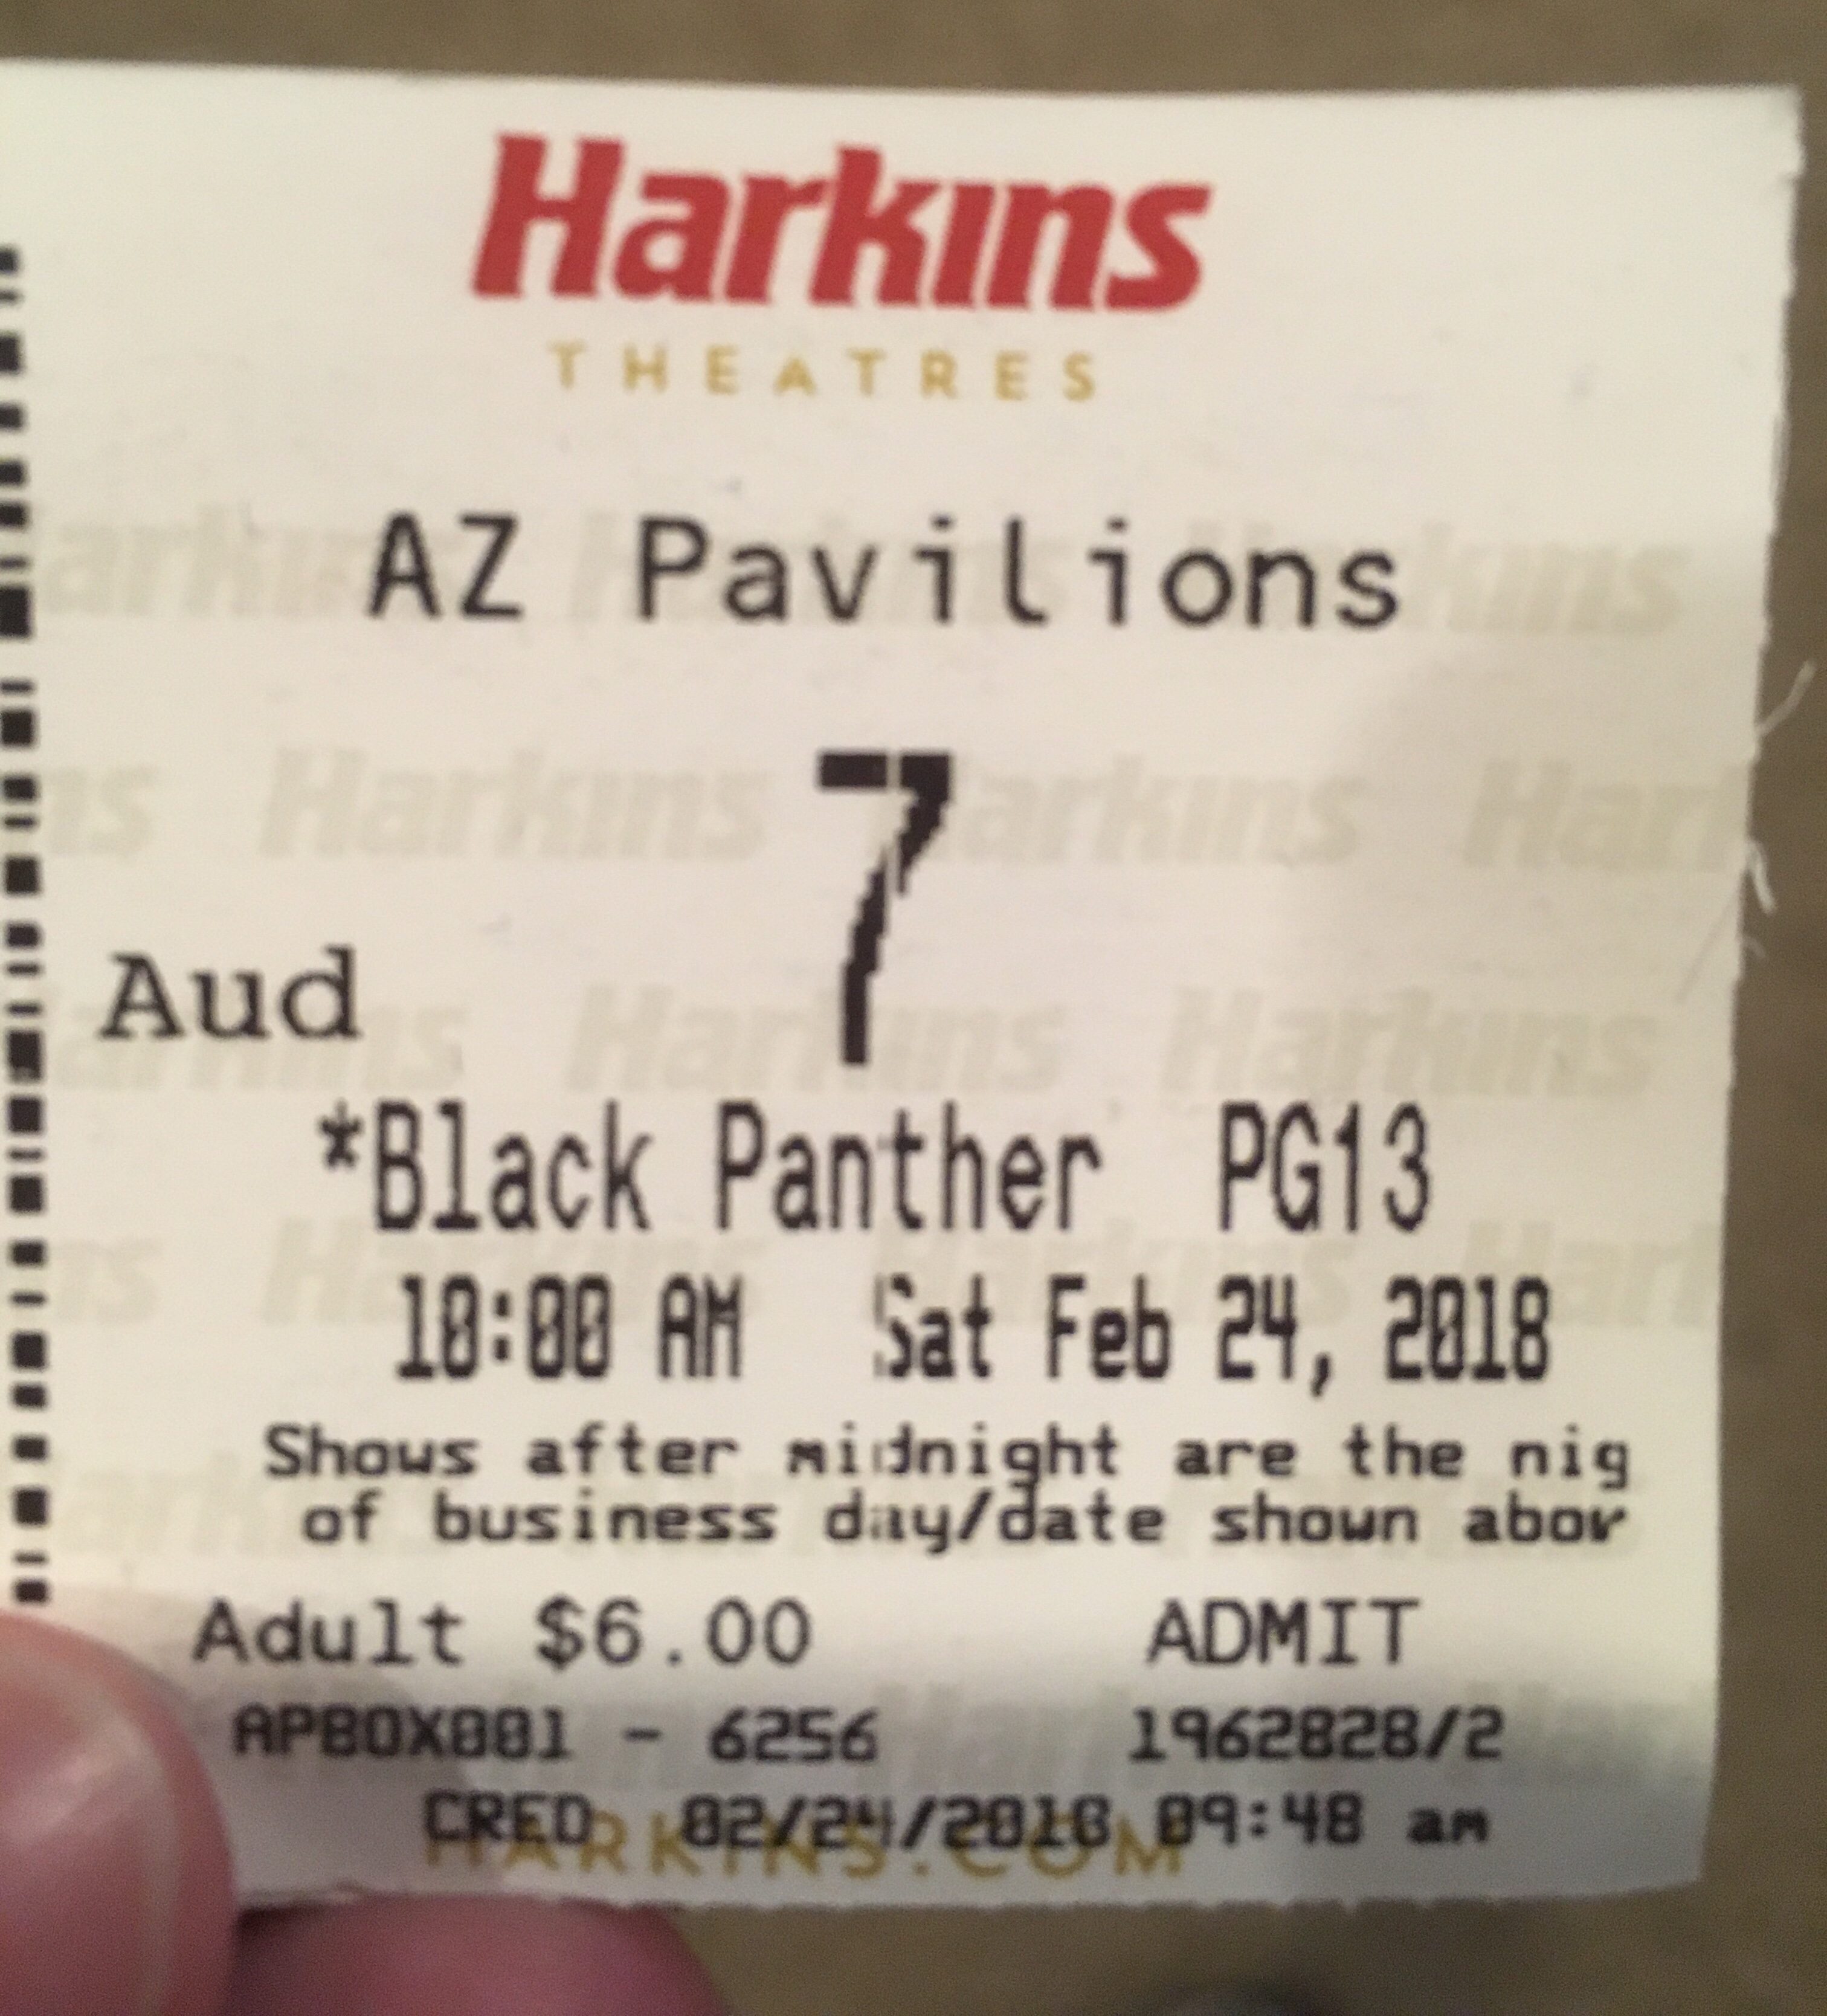 Harkins
THEATRES
AZ Pavilions
Aud 7
*Black Panther PG13
10:00 AM Sat Feb 24, 2018
Shows after midnight are the nig
of business day/date shown abov
Adult $6.00 ADMIT
APBOX001 - 6256 1962828/2
CRED 02/24/2018 09:48 am
HARKINS.COM